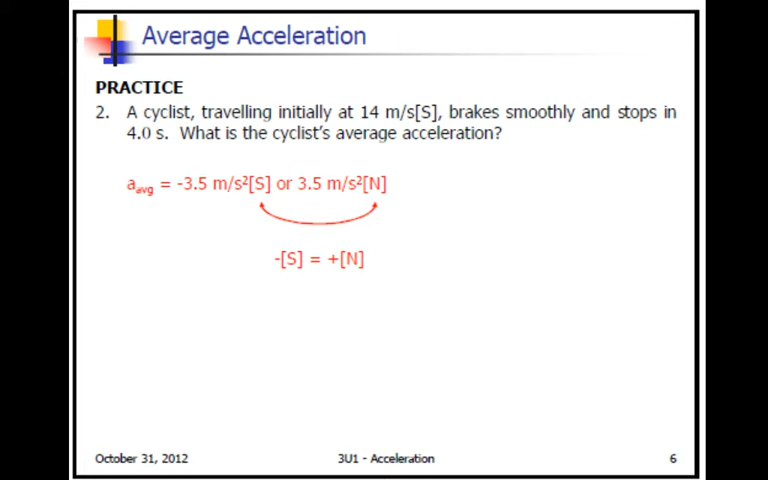 Average Acceleration
PRACTICE
2. A cyclist, travelling initially at 14 m/s[S], brakes smoothly and stops in
4.0 s. What is the cyclist's average acceleration?
aavg = -3.5 m/s²[S] or 3.5 m/s²[N]
-[S] = +[N]
October 31, 2012 3U1 - Acceleration 6